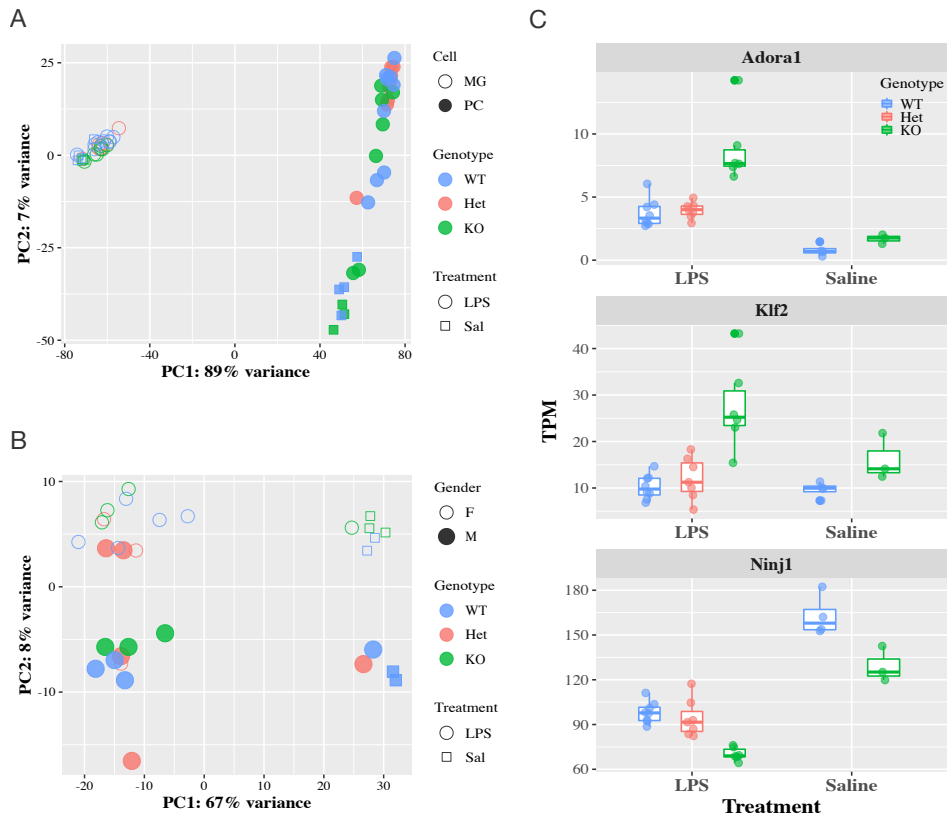 A
25
0
-25
-50
-80
-40
0
40
80
PC2: 7% variance
PC1: 89% variance
Cell
MG
PC
Genotype
WT
Het
KO
Treatment
LPS
Sal
B
10
0
-10
-20
-10
0
10
20
30
PC2: 8% variance
PC1: 67% variance
Gender
F
M
Genotype
WT
Het
KO
Treatment
LPS
Sal
C
Adora1
Genotype
WT
Het
KO
10
5
0
LPS
Saline
Klf2
40
30
20
10
LPS
Saline
TPM
Ninj1
180
150
120
90
60
LPS
Saline
Treatment